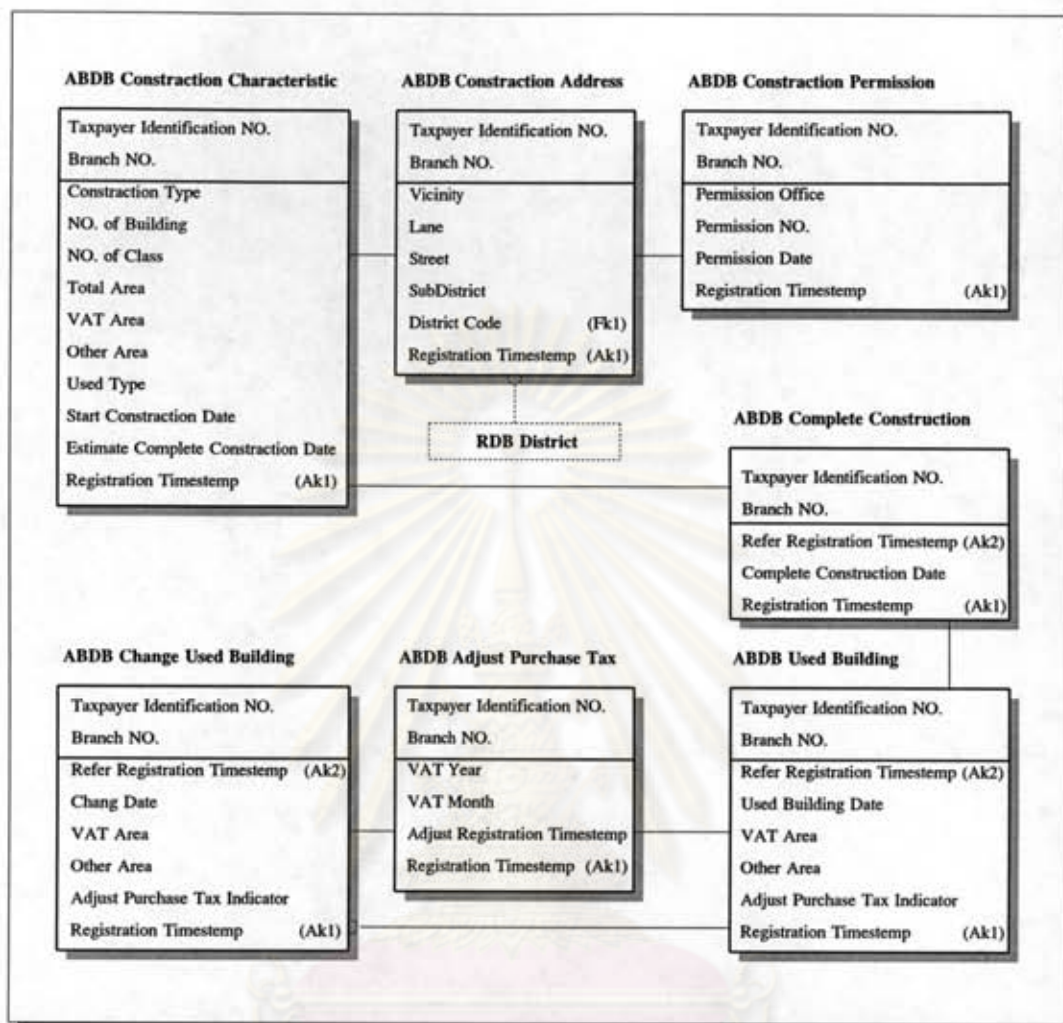 ABDB Constraction Characteristic
Taxpayer Identification NO.
Branch NO.
Constraction Type
NO. of Building
NO. of Class
Total Area
VAT Area
Other Area
Used Type
Start Construction Date
Estimate Complete Construction Date
Registration Timestemp (Ak1)
ABDB Constraction Address
Taxpayer Identification NO.
Branch NO.
Vicinity
Lane
Street
SubDistrict
District Code (Fk1)
Registration Timestemp (Ak1)
ABDB Constraction Permission
Taxpayer Identification NO.
Branch NO.
Permission Office
Permission NO.
Permission Date
Registration Timestemp (Ak1)
RDB District
ABDB Complete Construction
Taxpayer Identification NO.
Branch NO.
Refer Registration Timestemp (Ak2)
Complete Construction Date
Registration Timestemp (Ak1)
ABDB Change Used Building
Taxpayer Identification NO.
Branch NO.
Refer Registration Timestemp (Ak2)
Chang Date
VAT Area
Other Area
Adjust Purchase Tax Indicator
Registration Timestemp (Ak1)
ABDB Adjust Purchase Tax
Taxpayer Identification NO.
Branch NO.
VAT Year
VAT Month
Adjust Registration Timestemp
Registration Timestemp (Ak1)
ABDB Used Building
Taxpayer Identification NO.
Branch NO.
Refer Registration Timestemp (Ak2)
Used Building Date
VAT Area
Other Area
Adjust Purchase Tax Indicator
Registration Timestemp (Ak1)